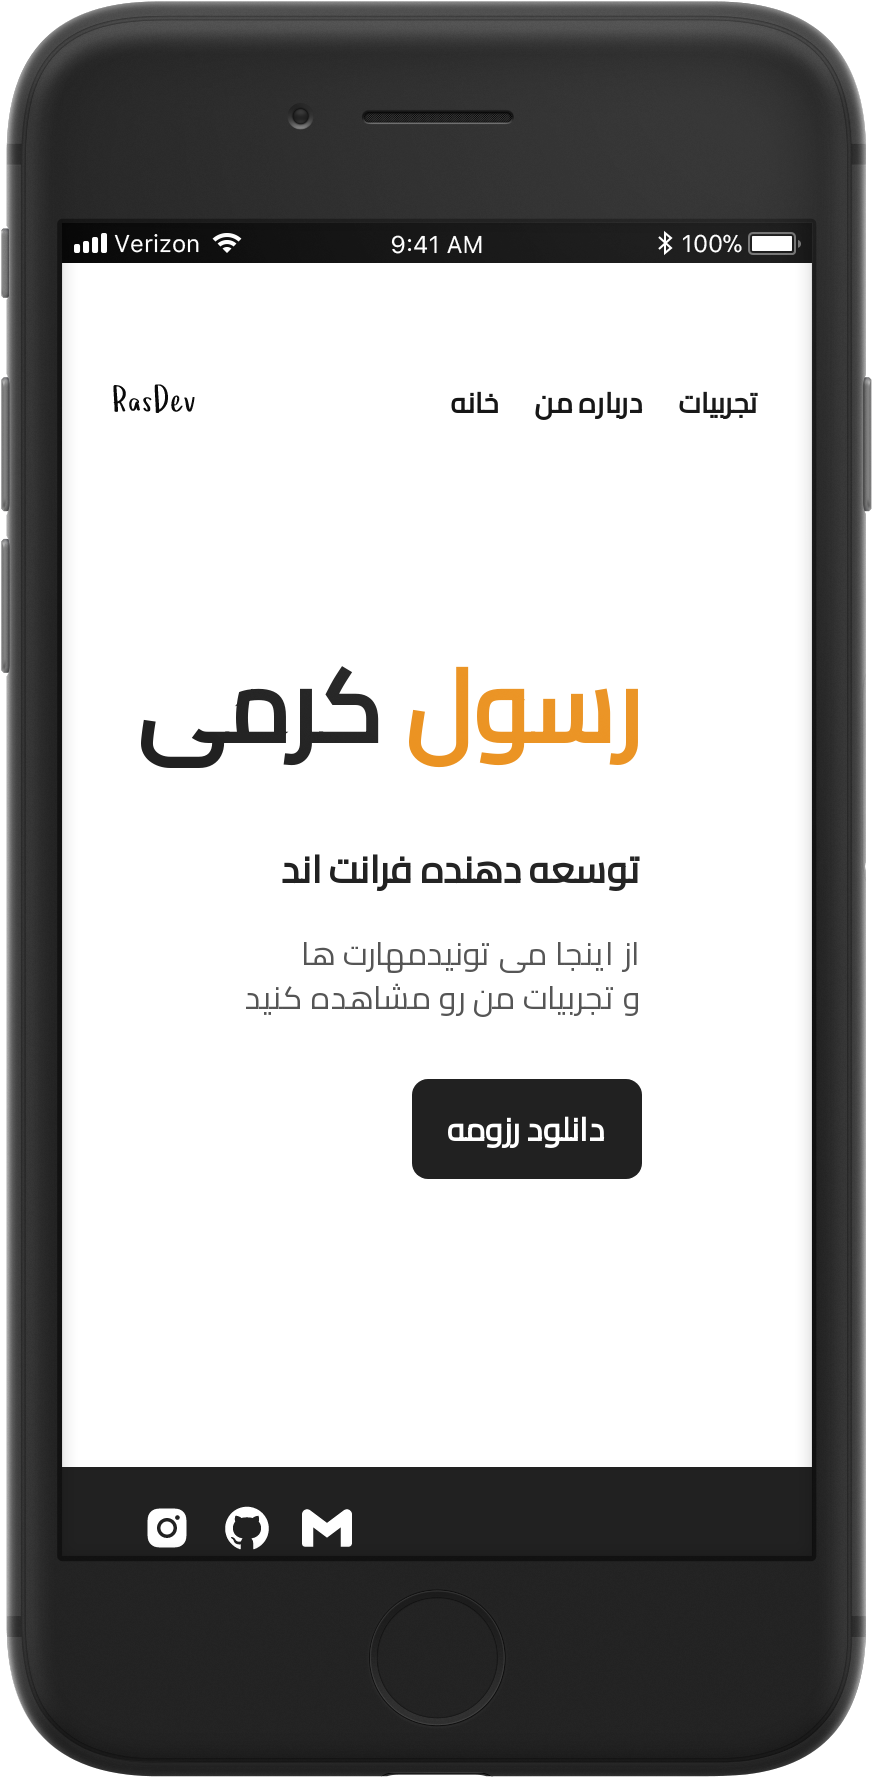 Verizon 9:41 AM 100%
RasDev خانه درباره من تجربیات
رسول کرمی
توسعه دهنده فرانت اند
از اینجا می تونیدمهارت ها
و تجربیات من رو مشاهده کنید
دانلود رزومه